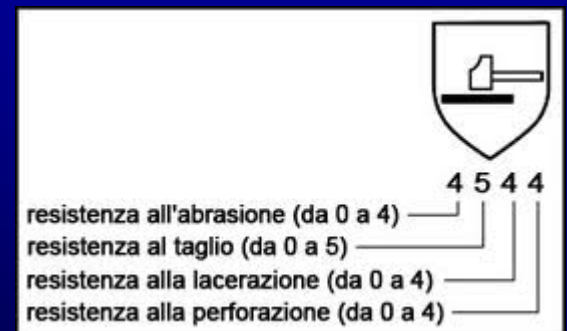 4 5 4 4
resistenza all'abrasione (da 0 a 4)
resistenza al taglio (da 0 a 5)
resistenza alla lacerazione (da 0 a 4)
resistenza alla perforazione (da 0 a 4)